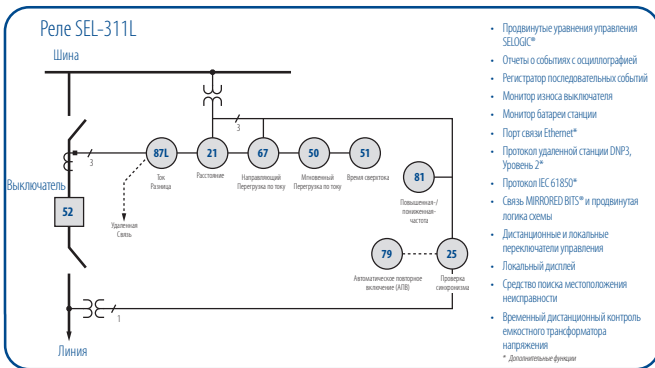 Реле SEL-311L
Шина
3
3
87L
21
67
50
51
Ток
Разница
Расстояние
Направляющий
Перегрузка по току
Мгновенный
Перегрузка по току
Время сверхтока
81
Повышенная-/
пониженная-
частота
Выключатель
52
Удаленная
Связь
79
25
Автоматическое повторное
включение (АПВ)
Проверка
синхронизма
1
Линия
• Продвинутые уравнения управления
SELOGIC®
• Отчеты о событиях с осциллографией
• Регистратор последовательных событий
• Монитор износа выключателя
• Монитор батареи станции
• Порт связи Ethernet*
• Протокол удаленной станции DNP3,
Уровень 2*
• Протокол IEC 61850*
• Связь MIRRORED BITS® и продвинутая
логика схемы
• Дистанционные и локальные
переключатели управления
• Локальный дисплей
• Средство поиска местоположения
неисправности
• Временный дистанционный контроль
емкостного трансформатора
напряжения
* Дополнительные функции